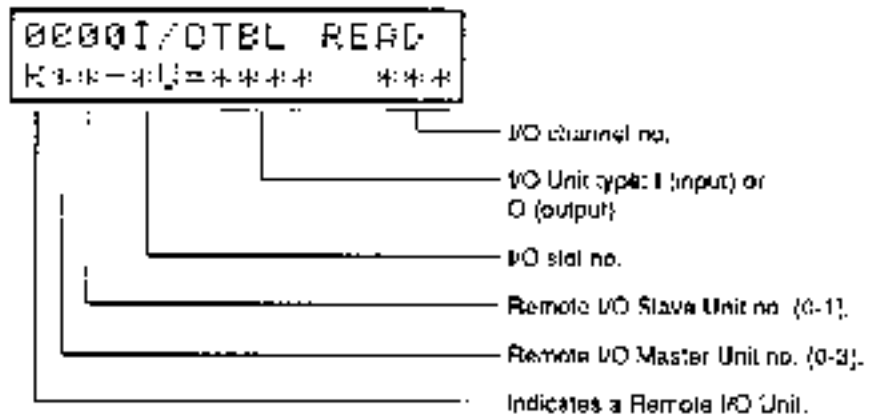 0000I/OTBL READ
R**-*U=**** ***
I/O channel no.
I/O Unit type: I (input) or
O (output)
I/O slot no.
Remote I/O Slave Unit no. (0-1).
Remote I/O Master Unit no. (0-3).
Indicates a Remote I/O Unit.